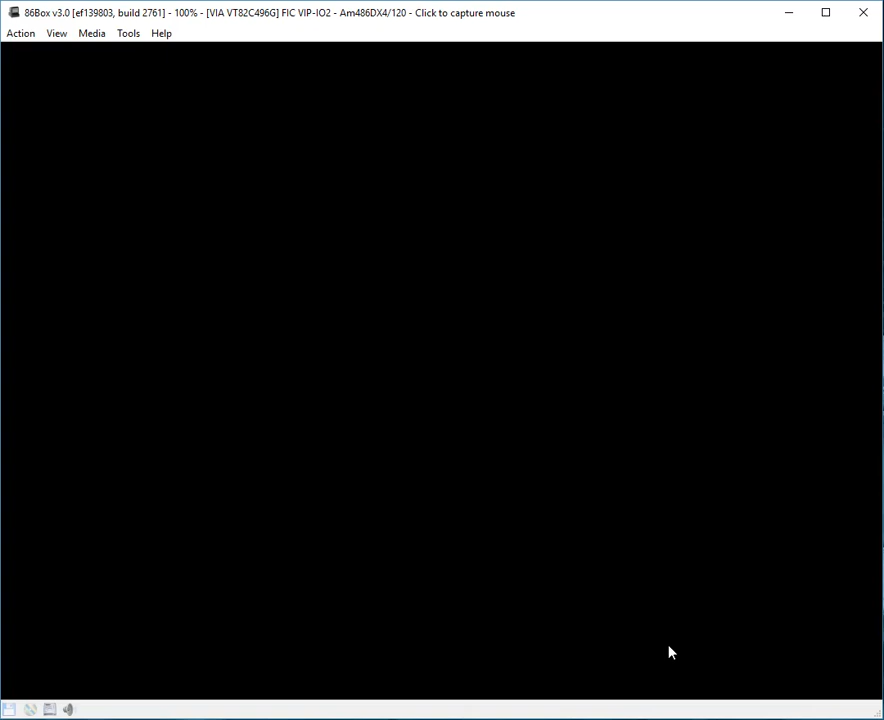 86Box v3.0 [ef139803, build 2761] - 100% - [VIA VT82C496G] FIC VIP-IO2 - Am486DX4/120 - Click to capture mouse
Action View Media Tools Help